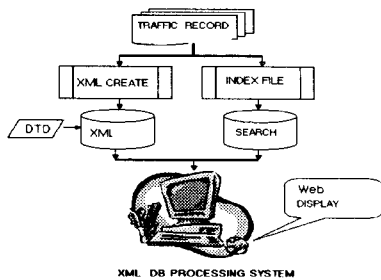 TRAFFIC RECORD
XML CREATE
INDEX FILE
DTD
XML
SEARCH
Web
DISPLAY
XML DB PROCESSING SYSTEM